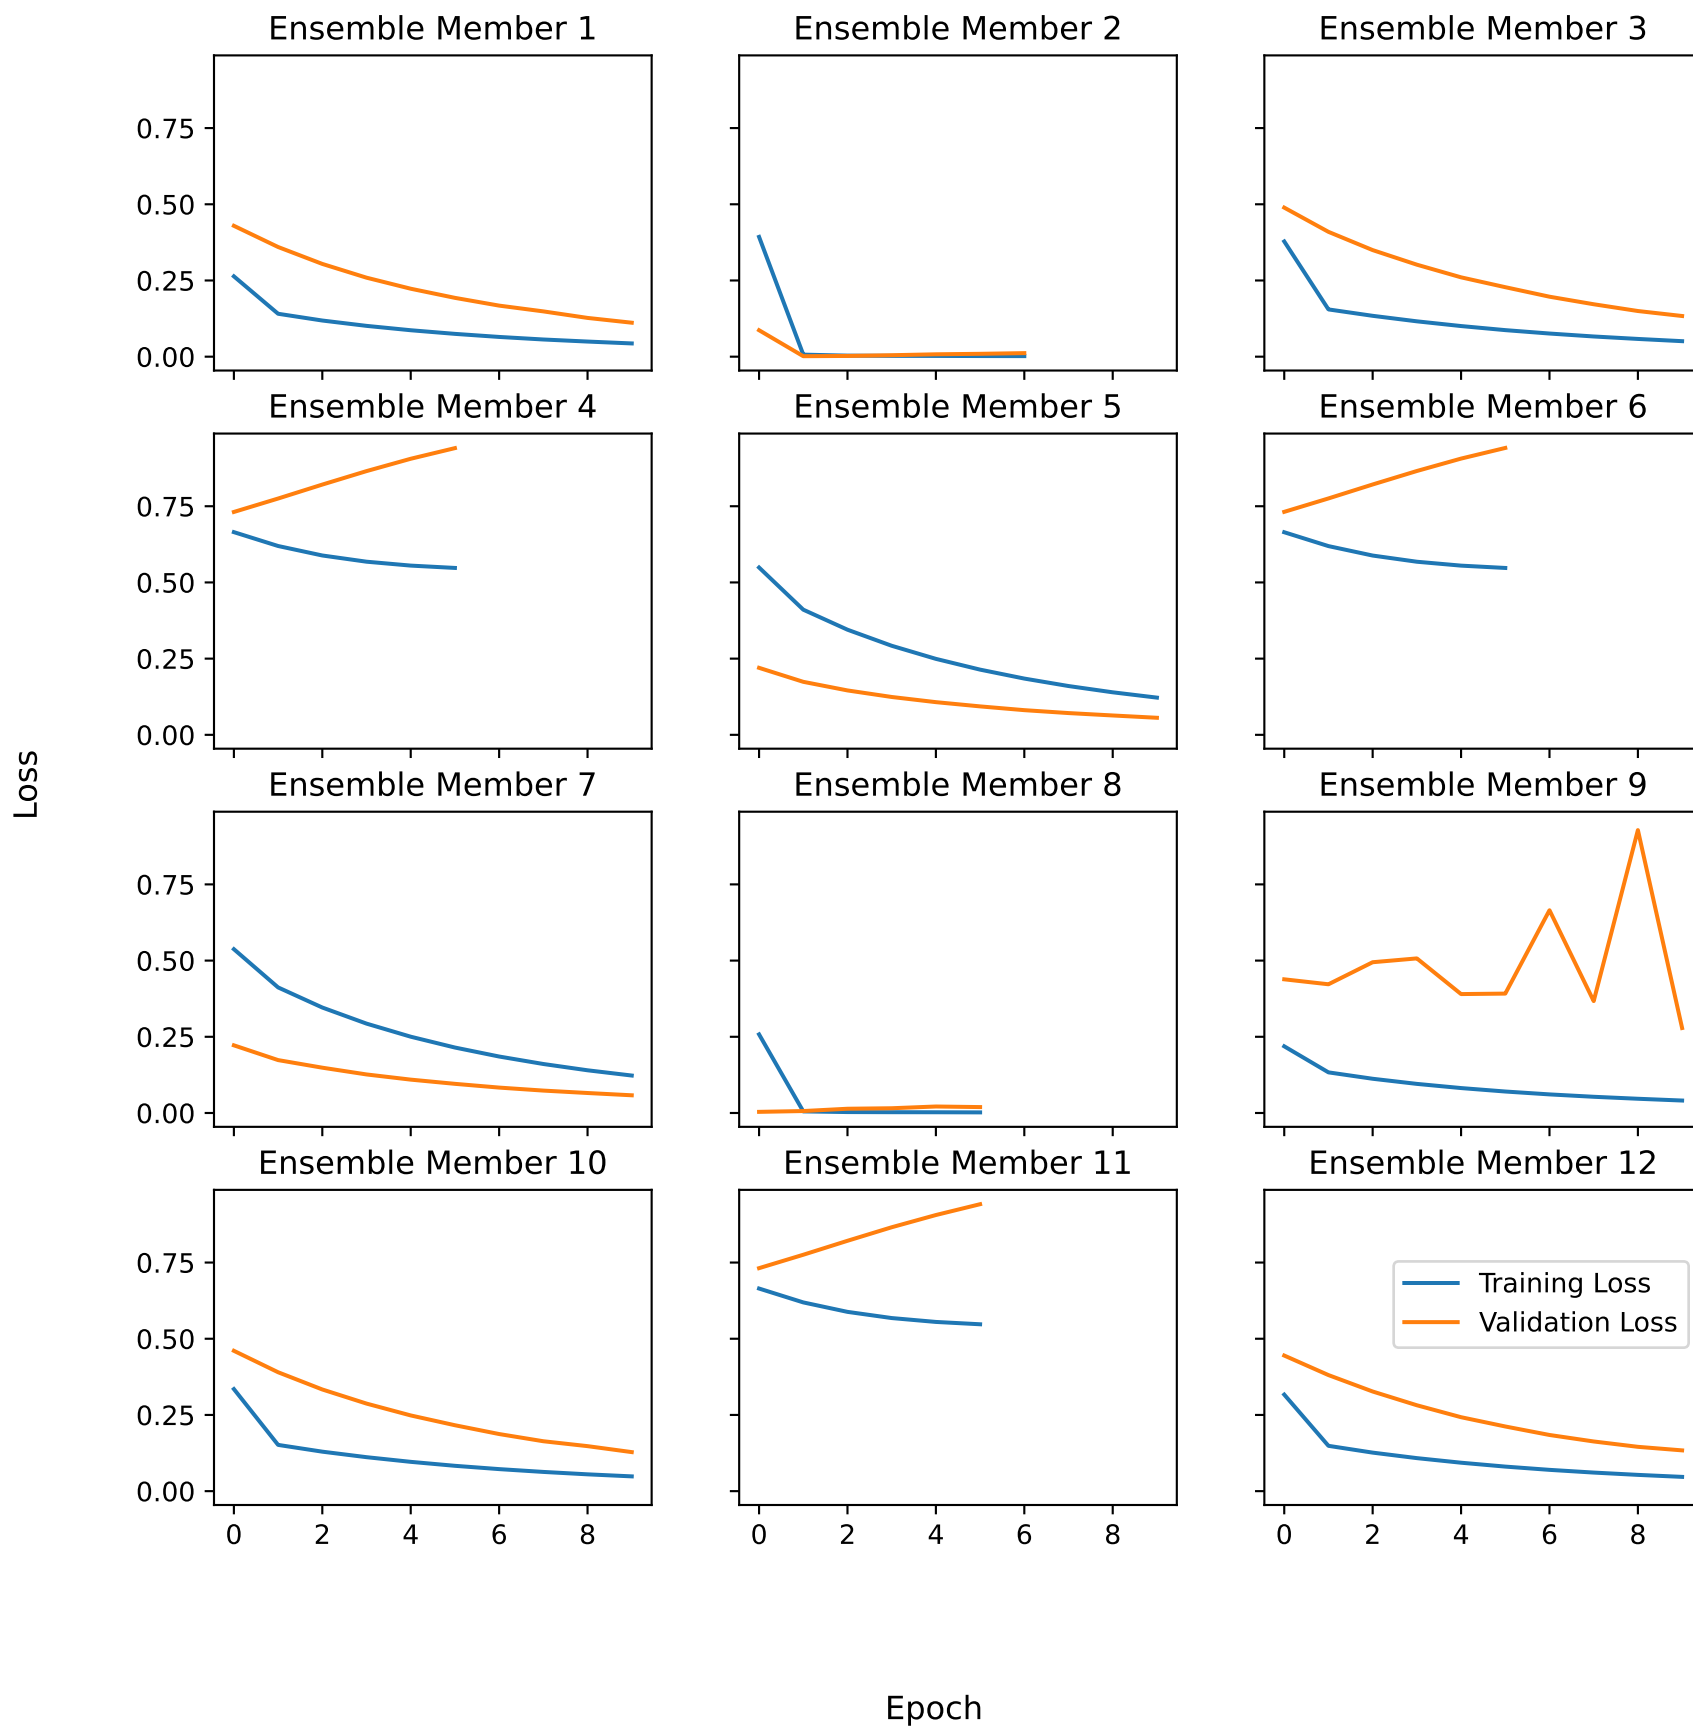 Ensemble Member 1
Ensemble Member 2
Ensemble Member 3
0.75
0.50
0.25
0.00
Ensemble Member 4
Ensemble Member 5
Ensemble Member 6
0.75
0.50
0.25
0.00
Loss
Ensemble Member 7
Ensemble Member 8
Ensemble Member 9
0.75
0.50
0.25
0.00
Ensemble Member 10
Ensemble Member 11
Ensemble Member 12
0.75
0.50
0.25
0.00
Training Loss
Validation Loss
0 2 4 6 8
0 2 4 6 8
0 2 4 6 8
Epoch